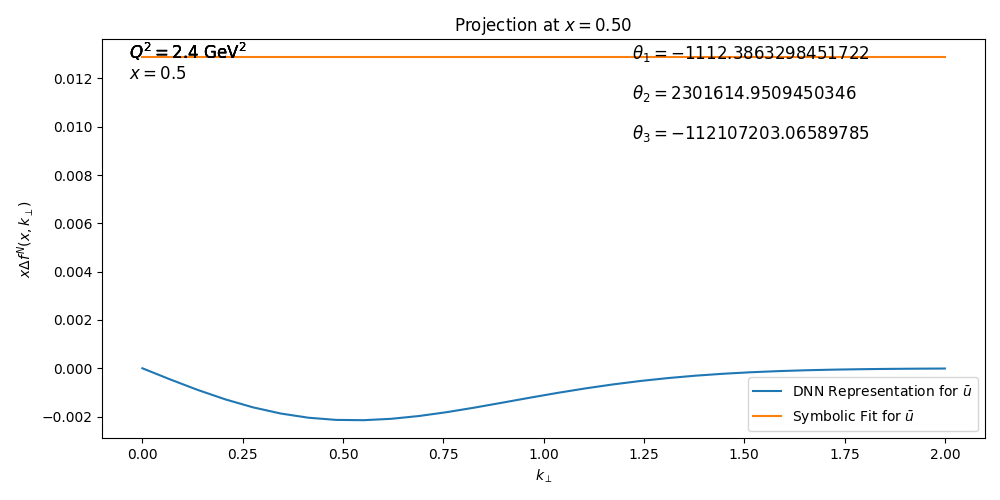 Projection at x = 0.50
Q² = 2.4 GeV²
x = 0.5
θ₁ = −1112.3863298451722
θ₂ = 2301614.9509450346
θ₃ = −112107203.06589785
xΔfᴺ(x, k⊥)
0.012
0.010
0.008
0.006
0.004
0.002
0.000
−0.002
DNN Representation for ū
Symbolic Fit for ū
0.00 0.25 0.50 0.75 1.00 1.25 1.50 1.75 2.00
k⊥